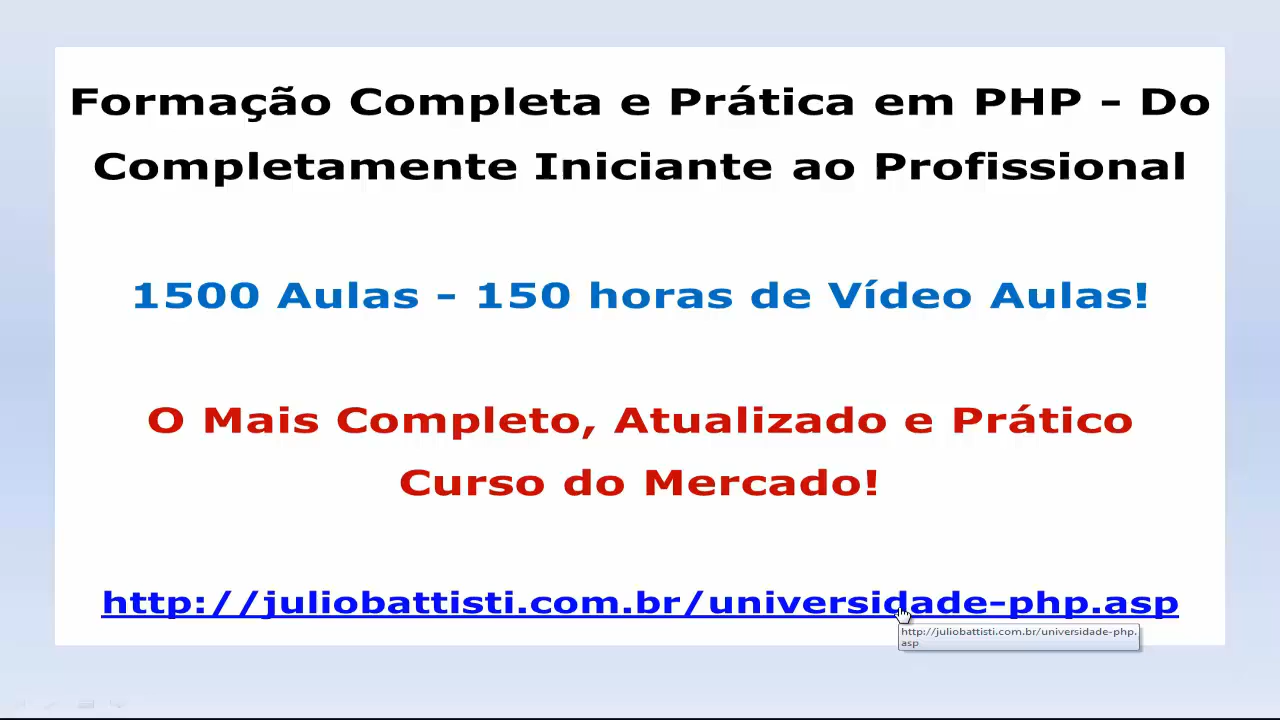 Formação Completa e Prática em PHP - Do
Completamente Iniciante ao Profissional
1500 Aulas - 150 horas de Vídeo Aulas!
O Mais Completo, Atualizado e Prático
Curso do Mercado!
http://juliobattisti.com.br/universidade-php.asp
http://juliobattisti.com.br/universidade-php.
asp